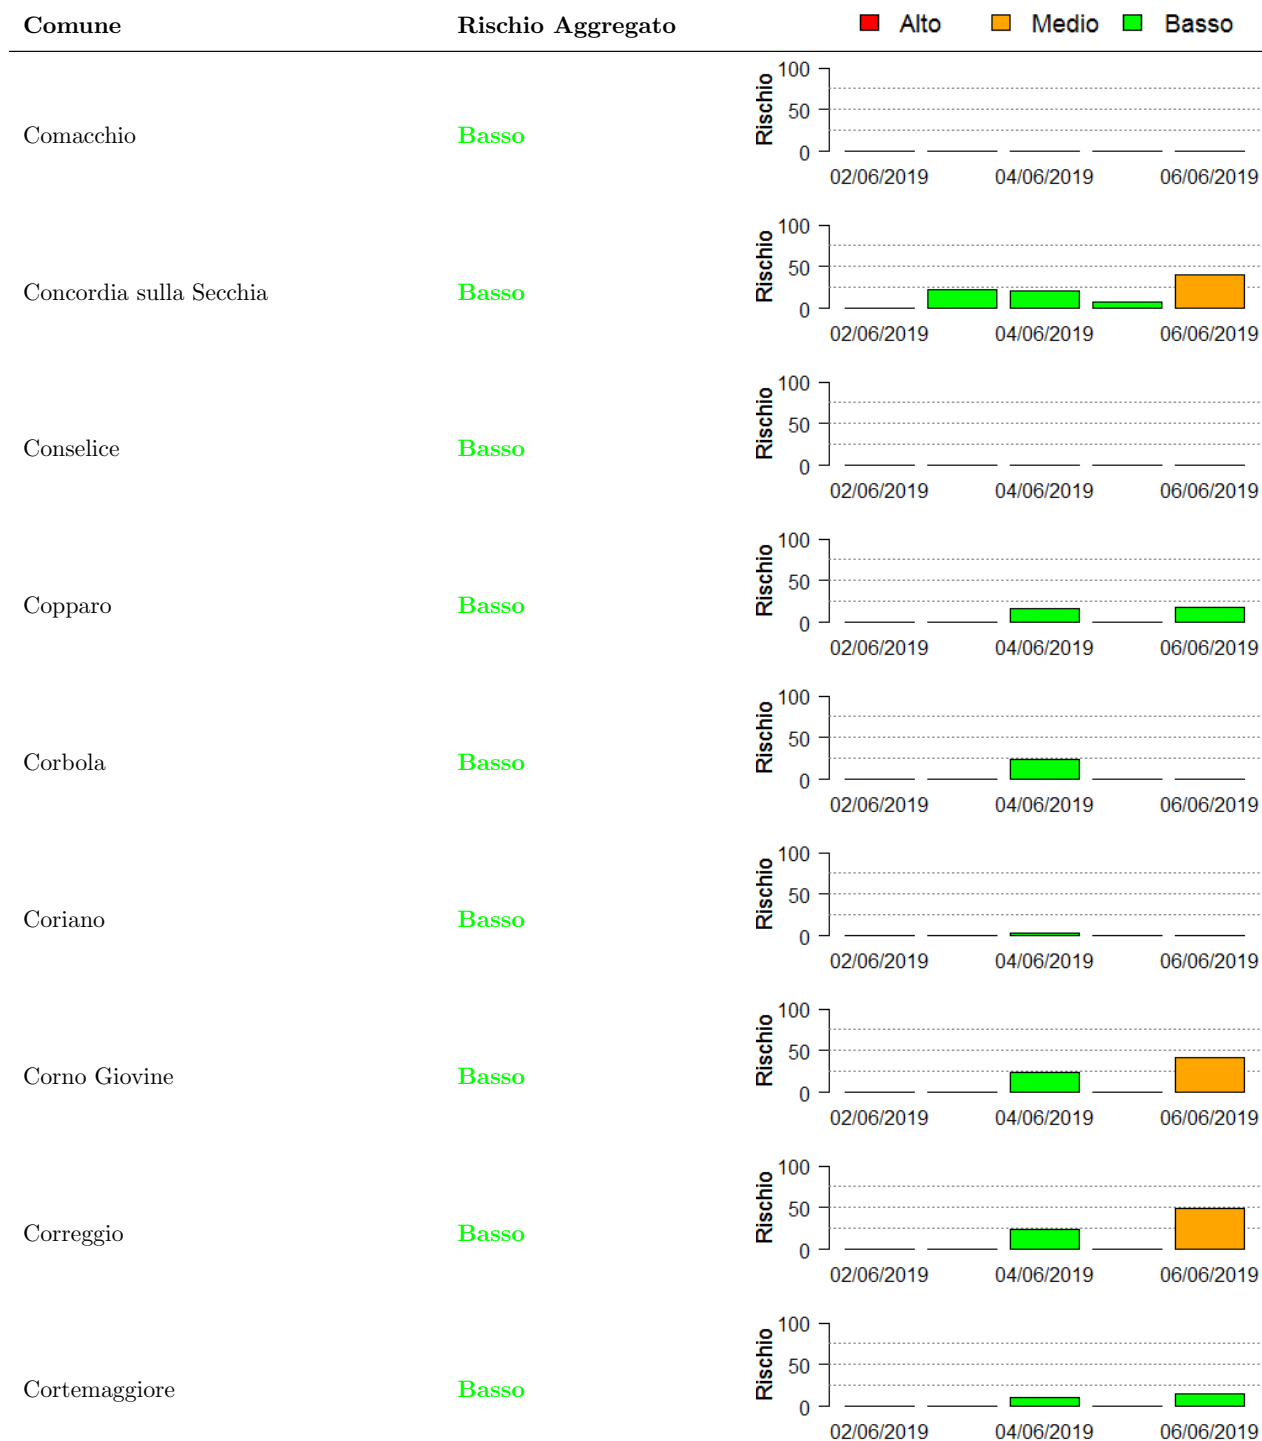 Comune Rischio Aggregato Alto Medio Basso
Comacchio Basso
Rischio
100
50
0
02/06/2019 04/06/2019 06/06/2019
Concordia sulla Secchia Basso
Rischio
100
50
0
02/06/2019 04/06/2019 06/06/2019
Conselice Basso
Rischio
100
50
0
02/06/2019 04/06/2019 06/06/2019
Copparo Basso
Rischio
100
50
0
02/06/2019 04/06/2019 06/06/2019
Corbola Basso
Rischio
100
50
0
02/06/2019 04/06/2019 06/06/2019
Coriano Basso
Rischio
100
50
0
02/06/2019 04/06/2019 06/06/2019
Corno Giovine Basso
Rischio
100
50
0
02/06/2019 04/06/2019 06/06/2019
Correggio Basso
Rischio
100
50
0
02/06/2019 04/06/2019 06/06/2019
Cortemaggiore Basso
Rischio
100
50
0
02/06/2019 04/06/2019 06/06/2019